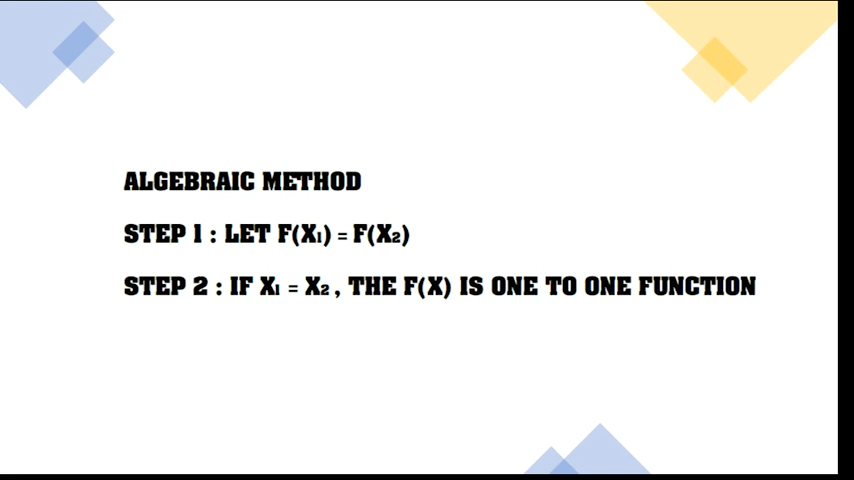 ALGEBRAIC METHOD
STEP 1 : LET F(X₁) = F(X₂)
STEP 2 : IF X₁ = X₂ , THE F(X) IS ONE TO ONE FUNCTION